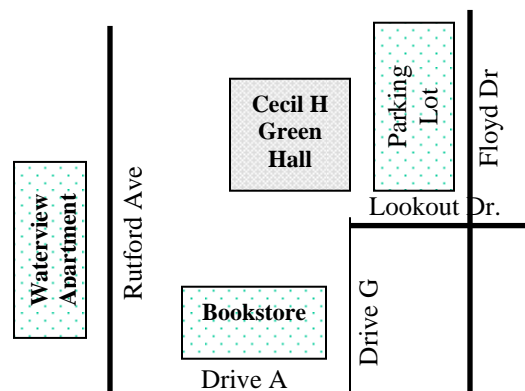 Cecil H
Green
Hall
Parking
Lot
Floyd Dr
Lookout Dr.
Waterview
Apartment
Rutford Ave
Bookstore
Drive G
Drive A